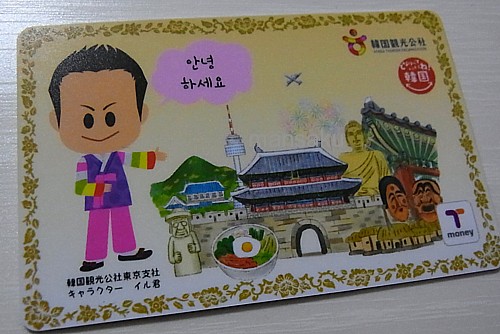 안녕
하세요
韓国観光公社
韓国
T
money
韓国観光公社東京支社
キャラクター イル君